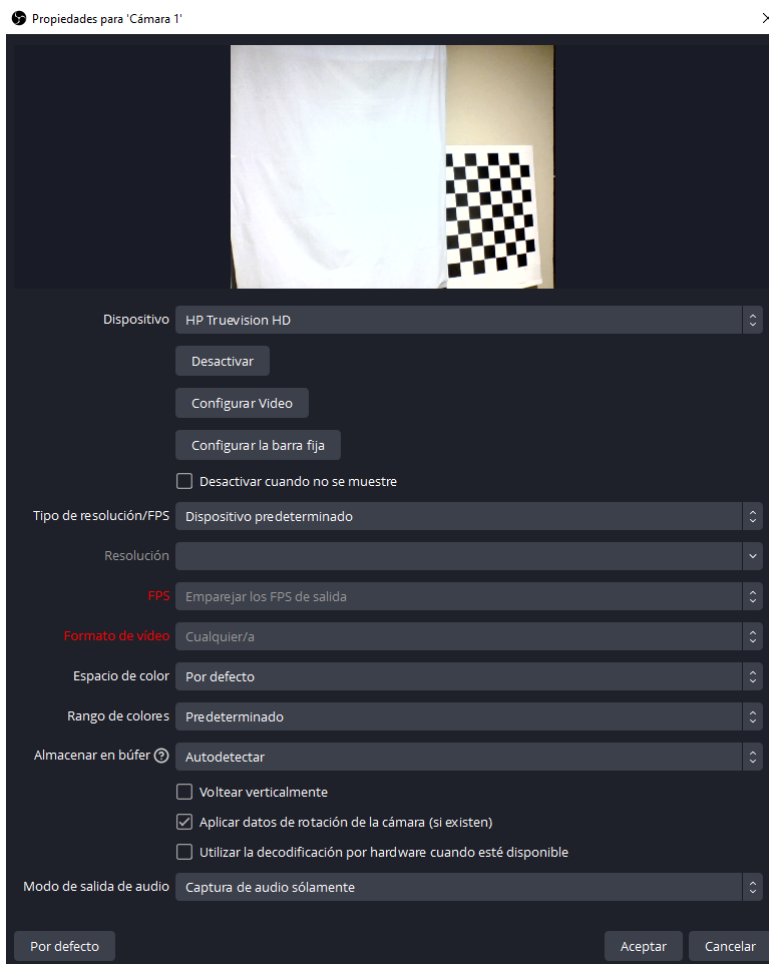 Propiedades para 'Cámara 1'
Dispositivo HP Truevision HD
Desactivar
Configurar Video
Configurar la barra fija
Desactivar cuando no se muestre
Tipo de resolución/FPS Dispositivo predeterminado
Resolución
FPS Emparejar los FPS de salida
Formato de vídeo Cualquier/a
Espacio de color Por defecto
Rango de colores Predeterminado
Almacenar en búfer ? Autodetectar
Voltear verticalmente
Aplicar datos de rotación de la cámara (si existen)
Utilizar la decodificación por hardware cuando esté disponible
Modo de salida de audio Captura de audio sólamente
Por defecto Aceptar Cancelar